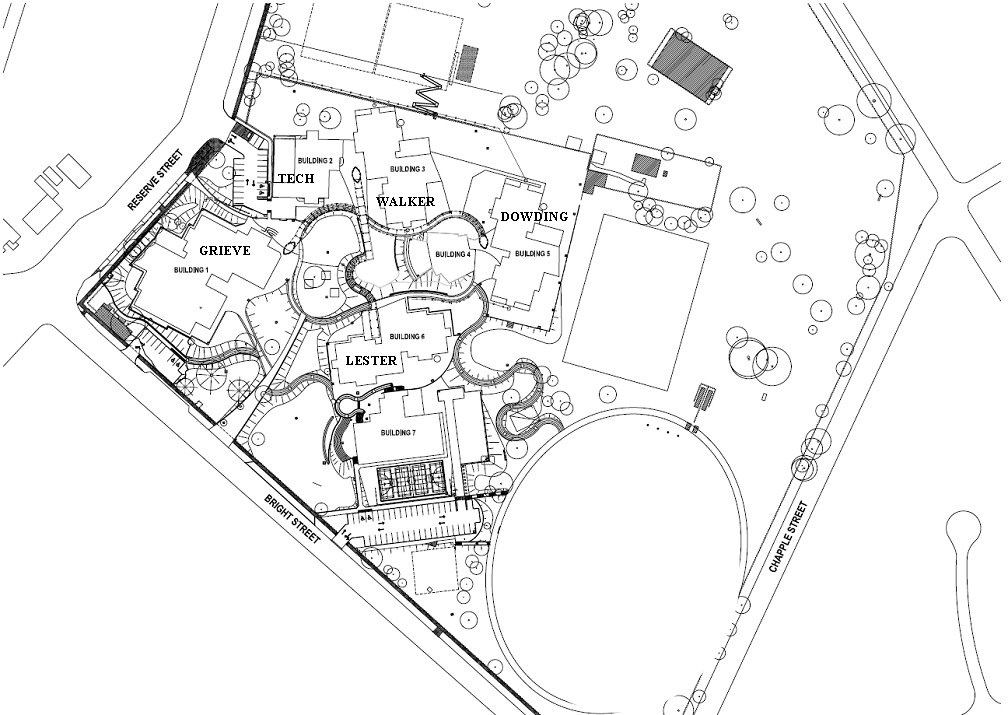 RESERVE STREET
BUILDING 2
TECH
BUILDING 3
WALKER
DOWDING
GRIEVE
BUILDING 1
BUILDING 4
BUILDING 5
BUILDING 6
LESTER
BUILDING 7
BRIGHT STREET
CHAPPLE STREET